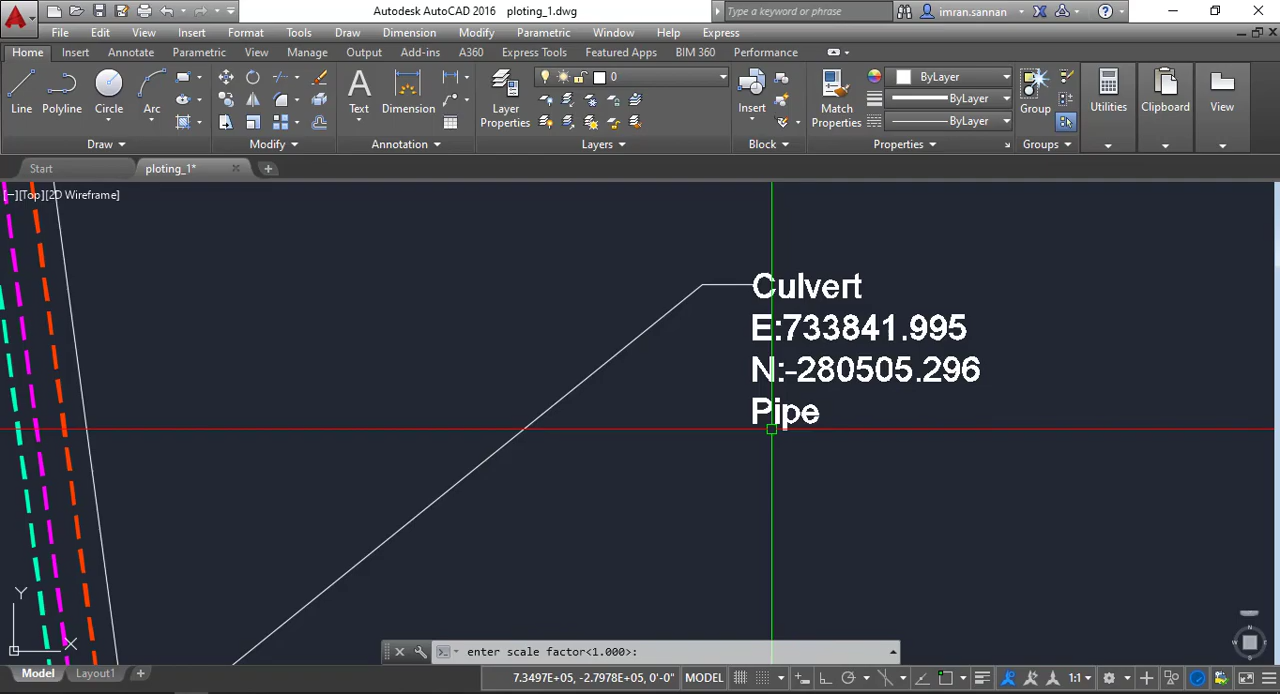 Autodesk AutoCAD 2016 ploting_1.dwg
Type a keyword or phrase
imran.sannan
File Edit View Insert Format Tools Draw Dimension Modify Parametric Window Help Express
Home Insert Annotate Parametric View Manage Output Add-ins A360 Express Tools Featured Apps BIM 360 Performance
0
ByLayer
ByLayer
ByLayer
Line Polyline Circle Arc
Text Dimension
Layer
Properties
Insert
Match
Properties
Group
Utilities
Clipboard
View
Draw Modify Annotation Layers Block Properties Groups
Start ploting_1*
[−][Top][2D Wireframe]
Culvert
E:733841.995
N:-280505.296
Pipe
Y
X
N
W
E
S
enter scale factor<1.000>:
Model Layout1
7.3497E+05, -2.7978E+05, 0'-0" MODEL
1:1